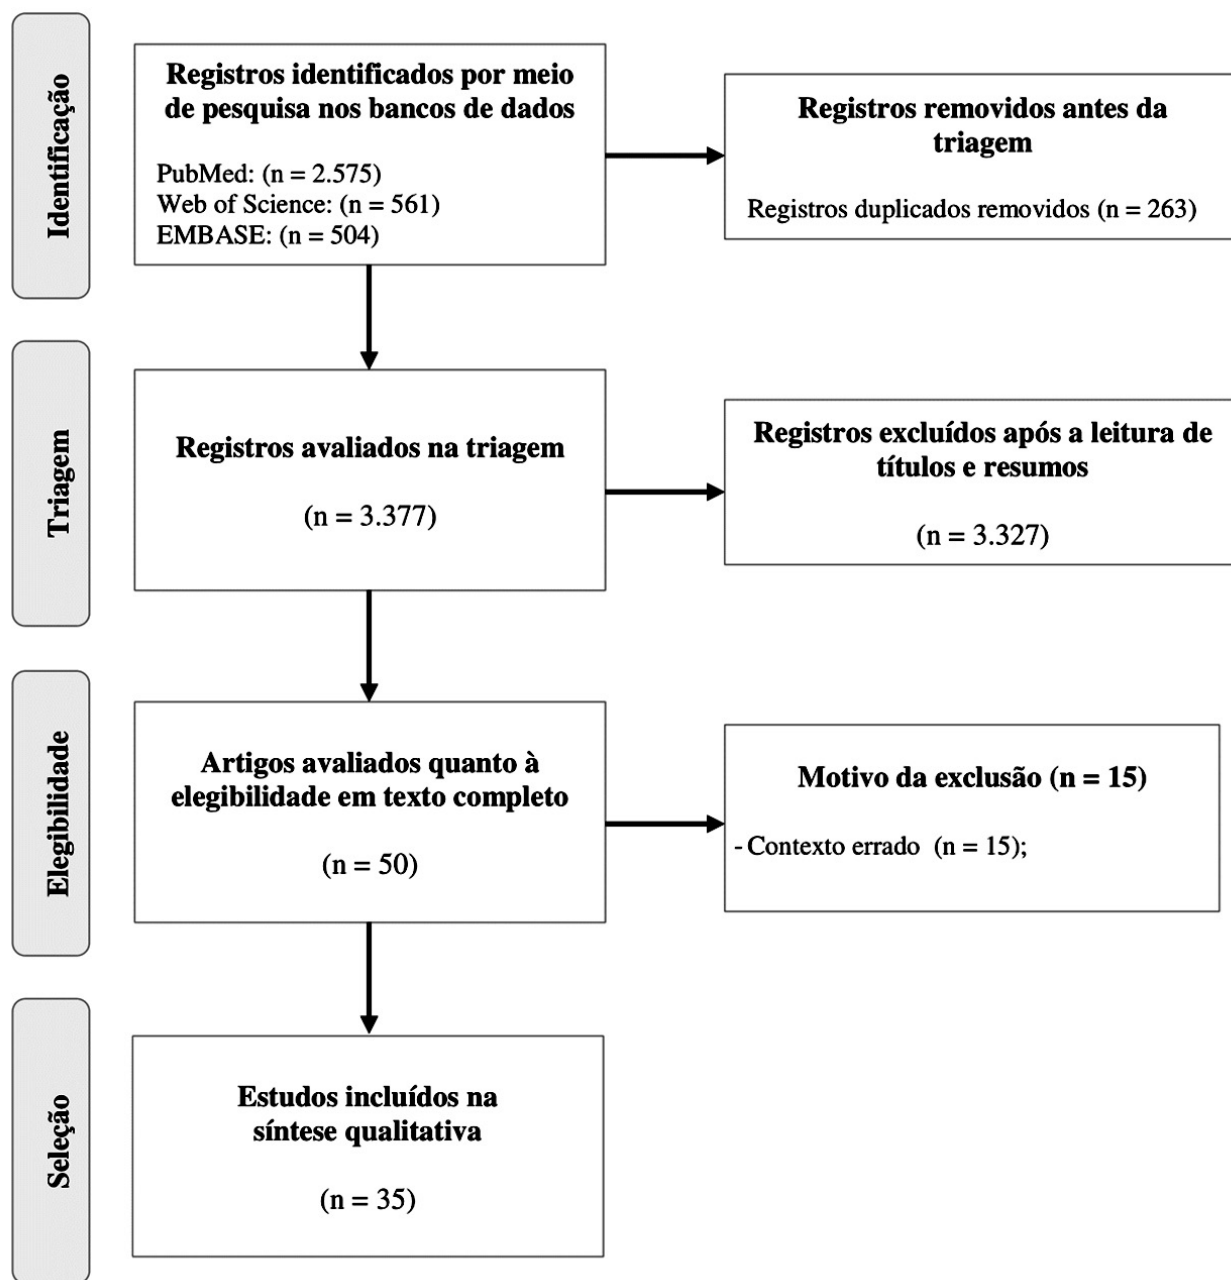 Identificação
Registros identificados por meio
de pesquisa nos bancos de dados
PubMed: (n = 2.575)
Web of Science: (n = 561)
EMBASE: (n = 504)
Registros removidos antes da
triagem
Registros duplicados removidos (n = 263)
Triagem
Registros avaliados na triagem
(n = 3.377)
Registros excluídos após a leitura de
títulos e resumos
(n = 3.327)
Elegibilidade
Artigos avaliados quanto à
elegibilidade em texto completo
(n = 50)
Motivo da exclusão (n = 15)
- Contexto errado (n = 15);
Seleção
Estudos incluídos na
síntese qualitativa
(n = 35)